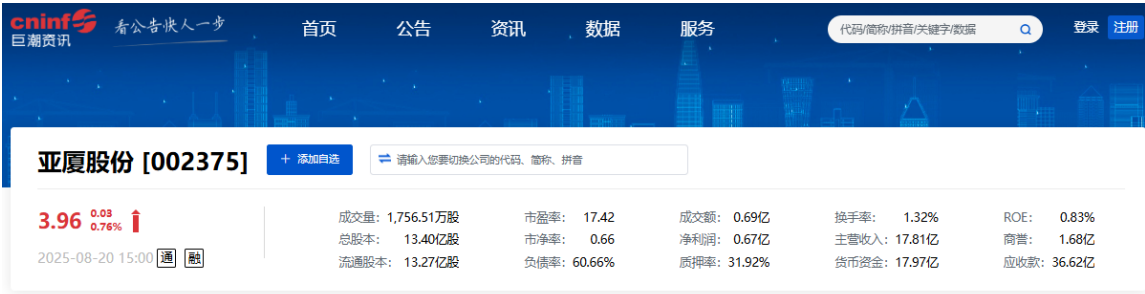 cninf
巨潮资讯
看公告快人一步
首页 公告 资讯 数据 服务
代码/简称/拼音/关键字/数据
登录 注册
亚厦股份 [002375]
+ 添加自选
请输入您要切换公司的代码、简称、拼音
3.96 0.03 0.76%
2025-08-20 15:00 通 融
成交量： 1,756.51万股 市盈率： 17.42 成交额： 0.69亿 换手率： 1.32% ROE： 0.83%
总股本： 13.40亿股 市净率： 0.66 净利润： 0.67亿 主营收入： 17.81亿 商誉： 1.68亿
流通股本： 13.27亿股 负债率： 60.66% 质押率： 31.92% 货币资金： 17.97亿 应收款： 36.62亿